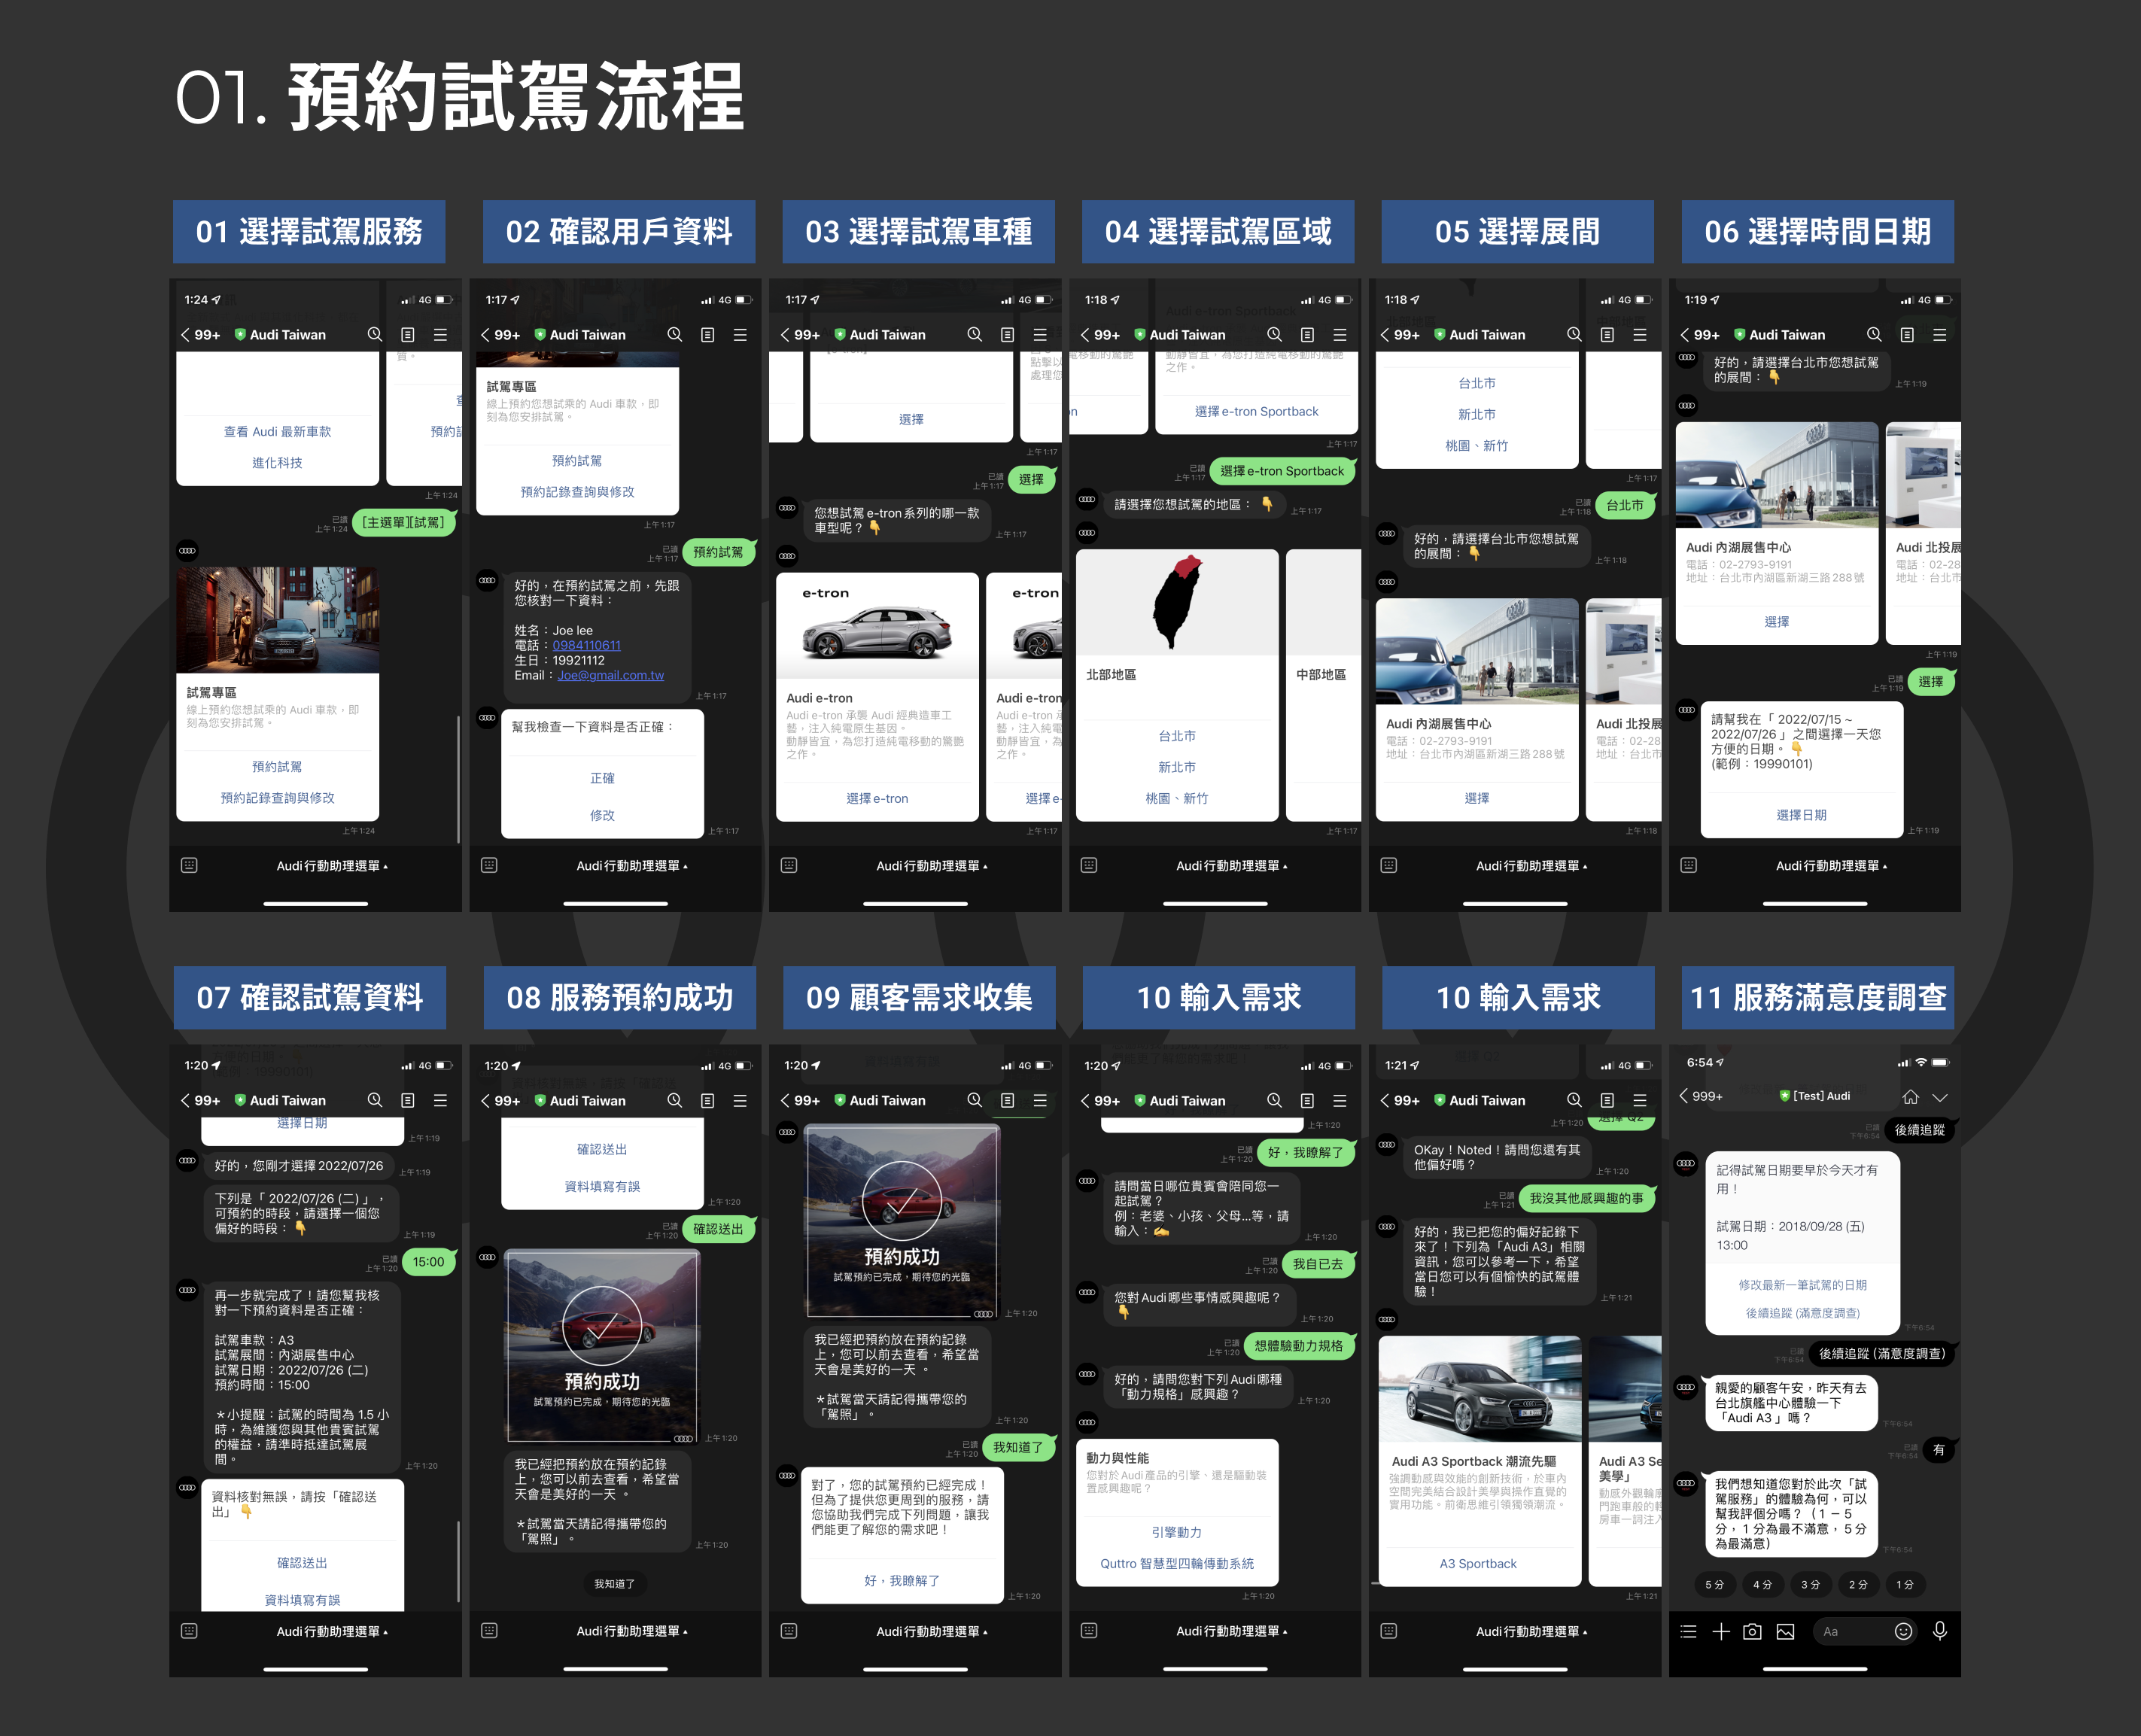 01. 預約試駕流程
01 選擇試駕服務
1:24
4G
99+
Audi Taiwan
質。
查看 Audi 最新車款
進化科技
上午1:24
已讀
上午1:24
[主選單][試駕]
試駕專區
線上預約您想試乘的 Audi 車款，即
刻為您安排試駕。
預約試駕
預約記錄查詢與修改
上午1:24
Audi行動助理選單
02 確認用戶資料
1:17
4G
99+
Audi Taiwan
試駕專區
線上預約您想試乘的 Audi 車款，即
刻為您安排試駕。
預約試駕
預約記錄查詢與修改
上午1:17
已讀
上午1:17
預約試駕
好的，在預約試駕之前，先跟
您核對一下資料：
姓名：Joe lee
電話：0984110611
生日：19921112
Email：Joe@gmail.com.tw
上午1:17
幫我檢查一下資料是否正確：
正確
修改
上午1:17
Audi行動助理選單
03 選擇試駕車種
1:17
4G
99+
Audi Taiwan
點擊以
處理您
選擇
上午1:17
已讀
上午1:17
選擇
您想試駕 e-tron 系列的哪一款
車型呢？👇
上午1:17
e-tron
Audi e-tron
Audi e-tron 承襲 Audi 經典造車工
藝，注入純電原生基因。
動靜皆宜，為您打造純電移動的驚艷
之作。
選擇 e-tron
e-tron
Audi e-tron
Audi e-tron
藝，注入純電
動靜皆宜，為
之作。
選擇 e-
上午1:17
Audi行動助理選單
04 選擇試駕區域
1:18
4G
99+
Audi Taiwan
Audi e-tron Sportback
動靜皆宜，為您打造純電移動的驚艷
之作。
選擇 e-tron Sportback
上午1:17
已讀
上午1:17
選擇 e-tron Sportback
請選擇您想試駕的地區：👇
上午1:17
北部地區
台北市
新北市
桃園、新竹
中部地區
上午1:17
Audi行動助理選單
05 選擇展間
1:18
4G
99+
Audi Taiwan
台北市
新北市
桃園、新竹
上午1:17
已讀
上午1:18
台北市
好的，請選擇台北市您想試駕
的展間：👇
上午1:18
Audi 內湖展售中心
電話：02-2793-9191
地址：台北市內湖區新湖三路 288 號
選擇
Audi 北投展
電話：02-28
地址：台北市
上午1:18
Audi行動助理選單
06 選擇時間日期
1:19
4G
99+
Audi Taiwan
好的，請選擇台北市您想試駕
的展間：👇
上午1:19
Audi 內湖展售中心
電話：02-2793-9191
地址：台北市內湖區新湖三路 288 號
選擇
Audi 北投展
電話：02-28
地址：台北市
上午1:19
已讀
上午1:19
選擇
請幫我在「 2022/07/15 ~
2022/07/26 」之間選擇一天您
方便的日期。👇
(範例：19990101)
選擇日期
上午1:19
Audi行動助理選單
07 確認試駕資料
1:20
4G
99+
Audi Taiwan
選擇日期
上午1:19
好的，您剛才選擇 2022/07/26
上午1:19
下列是「 2022/07/26 (二) 」，
可預約的時段，請選擇一個您
偏好的時段：👇
上午1:19
已讀
上午1:20
15:00
再一步就完成了！請您幫我核
對一下預約資料是否正確：
試駕車款：A3
試駕展間：內湖展售中心
試駕日期：2022/07/26 (二)
預約時間：15:00
＊小提醒：試駕的時間為 1.5 小
時，為維護您與其他貴賓試駕
的權益，請準時抵達試駕展
間。
上午1:20
資料核對無誤，請按「確認送
出」👇
確認送出
資料填寫有誤
Audi行動助理選單
08 服務預約成功
1:20
4G
99+
Audi Taiwan
確認送出
資料填寫有誤
上午1:20
已讀
上午1:20
確認送出
預約成功
試駕預約已完成，期待您的光臨
上午1:20
我已經把預約放在預約記錄
上，您可以前去查看，希望當
天會是美好的一天 。
＊試駕當天請記得攜帶您的
「駕照」。
上午1:20
我知道了
Audi行動助理選單
09 顧客需求收集
1:20
4G
99+
Audi Taiwan
預約成功
試駕預約已完成，期待您的光臨
上午1:20
我已經把預約放在預約記錄
上，您可以前去查看，希望當
天會是美好的一天 。
＊試駕當天請記得攜帶您的
「駕照」。
上午1:20
已讀
上午1:20
我知道了
對了，您的試駕預約已經完成！
但為了提供您更周到的服務，請
您協助我們完成下列問題，讓我
們能更了解您的需求吧！
好，我瞭解了
上午1:20
Audi行動助理選單
10 輸入需求
1:20
4G
99+
Audi Taiwan
上午1:20
已讀
上午1:20
好，我瞭解了
請問當日哪位貴賓會陪同您一
起試駕？
例：老婆、小孩、父母...等，請
輸入：✍
上午1:20
已讀
上午1:20
我自已去
您對 Audi 哪些事情感興趣呢？
👇
上午1:20
已讀
上午1:20
想體驗動力規格
好的，請問您對下列 Audi 哪種
「動力規格」感興趣？
上午1:20
動力與性能
您對於 Audi 產品的引擎、還是驅動裝
置感興趣呢？
引擎動力
Quttro 智慧型四輪傳動系統
上午1:20
Audi行動助理選單
10 輸入需求
1:21
4G
99+
Audi Taiwan
上午1:20
選擇 Q2
OKay！Noted！請問您還有其
他偏好嗎？
上午1:20
已讀
上午1:21
我沒其他感興趣的事
好的，我已把您的偏好記錄下
來了！下列為「Audi A3」相關
資訊，您可以參考一下，希望
當日您可以有個愉快的試駕體
驗！
上午1:21
Audi A3 Sportback 潮流先驅
強調動感與效能的創新技術，於車內
空間完美結合設計美學與操作直覺的
實用功能。前衛思維引領獨領潮流。
A3 Sportback
Audi A3 Se
美學」
動感外觀輪廓
門跑車般的輕
房車一詞注入
上午1:21
Audi行動助理選單
11 服務滿意度調查
6:54
999+
[Test] Audi
已讀
下午6:54
後續追蹤
記得試駕日期要早於今天才有
用！
試駕日期：2018/09/28 (五)
13:00
修改最新一筆試駕的日期
後續追蹤 (滿意度調查)
下午6:54
已讀
下午6:54
後續追蹤 (滿意度調查)
親愛的顧客午安，昨天有去
台北旗艦中心體驗一下
「Audi A3 」嗎？
下午6:54
已讀
下午6:54
有
我們想知道您對於此次「試
駕服務」的體驗為何，可以
幫我評個分嗎？（1 – 5
分，1 分為最不滿意，5 分
為最滿意)
下午6:54
5 分
4 分
3 分
2 分
1 分
Aa